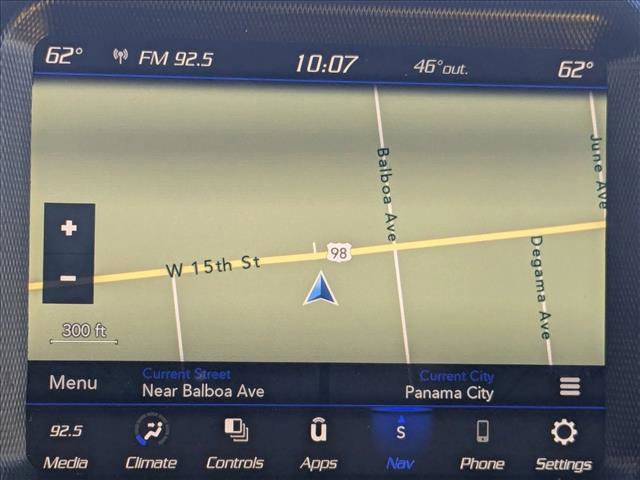 62° FM 92.5 10:07 46°out. 62°
Balboa Ave
June Ave
+
98
W 15th St
Degama Ave
−
300 ft
Menu Current Street Current City
Near Balboa Ave Panama City
92.5 S
Media Climate Controls Apps Nav Phone Settings